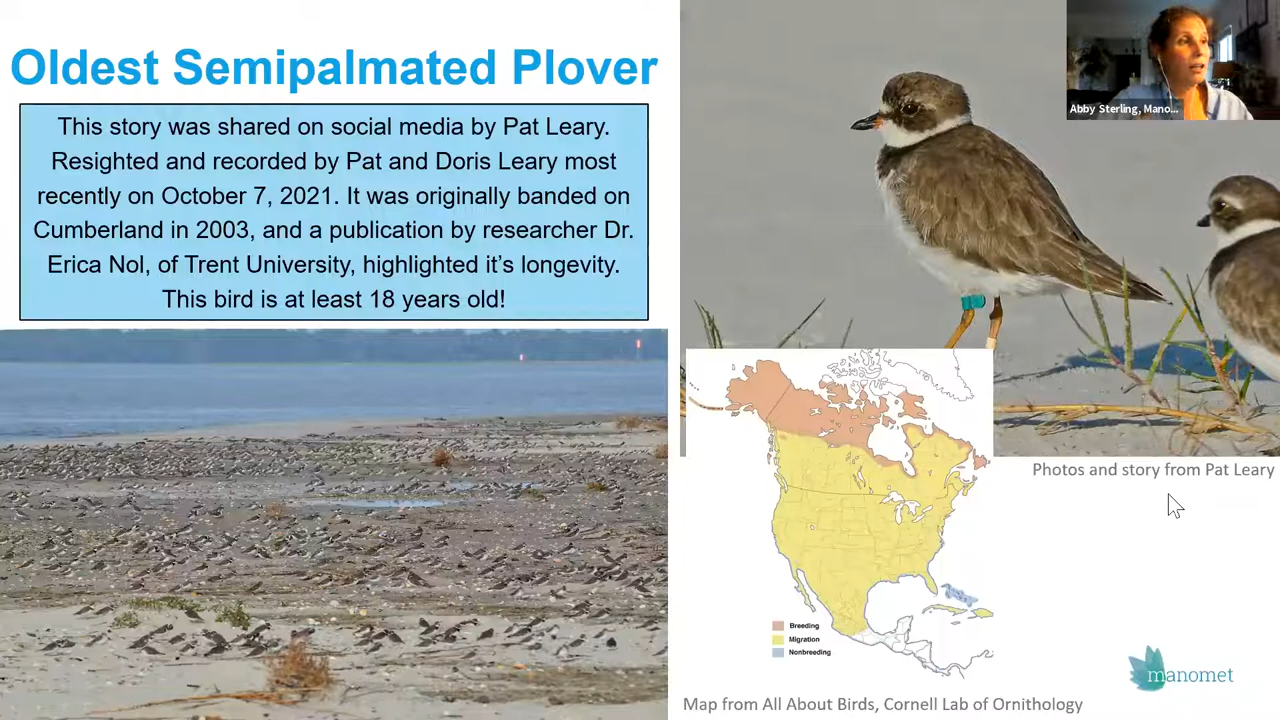 Oldest Semipalmated Plover
This story was shared on social media by Pat Leary.
Resighted and recorded by Pat and Doris Leary most
recently on October 7, 2021. It was originally banded on
Cumberland in 2003, and a publication by researcher Dr.
Erica Nol, of Trent University, highlighted it's longevity.
This bird is at least 18 years old!
Abby Sterling, Mano...
Photos and story from Pat Leary
Breeding
Migration
Nonbreeding
manomet
Map from All About Birds, Cornell Lab of Ornithology